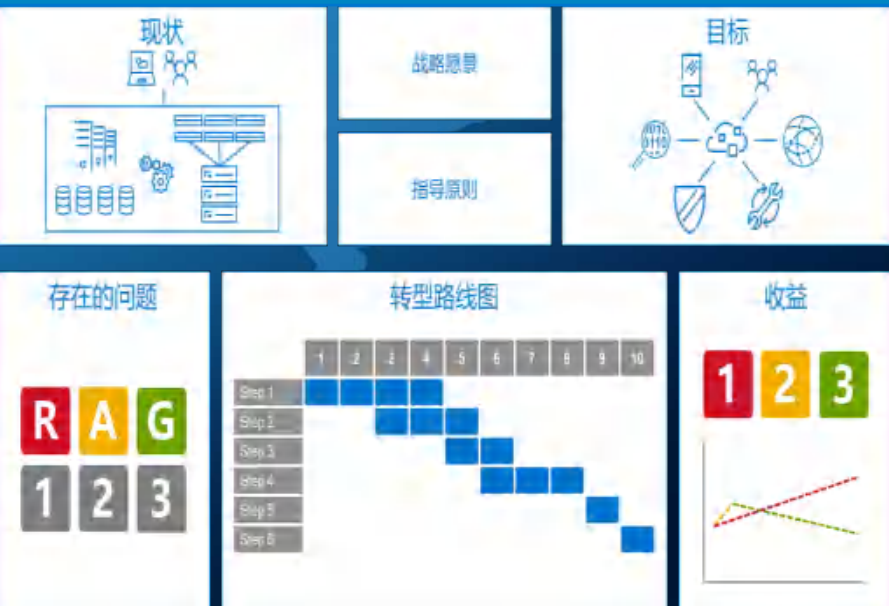 现状
战略愿景
目标
指导原则
存在的问题
转型路线图
收益
R A G
1 2 3
1 2 3 4 5 6 7 8 9 10
Step 1
Step 2
Step 3
Step 4
Step 5
Step 6
1 2 3